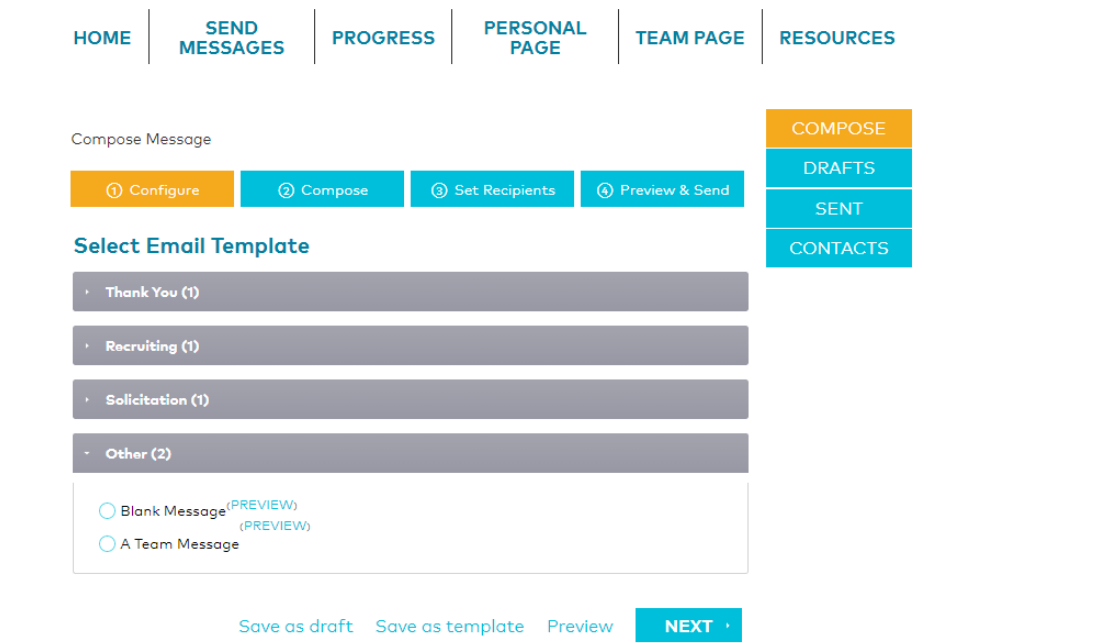 HOME
SEND MESSAGES
PROGRESS
PERSONAL PAGE
TEAM PAGE
RESOURCES
Compose Message
① Configure
② Compose
③ Set Recipients
④ Preview & Send
COMPOSE
DRAFTS
SENT
CONTACTS
Select Email Template
Thank You (1)
Recruiting (1)
Solicitation (1)
Other (2)
Blank Message (PREVIEW)
(PREVIEW)
A Team Message
Save as draft
Save as template
Preview
NEXT